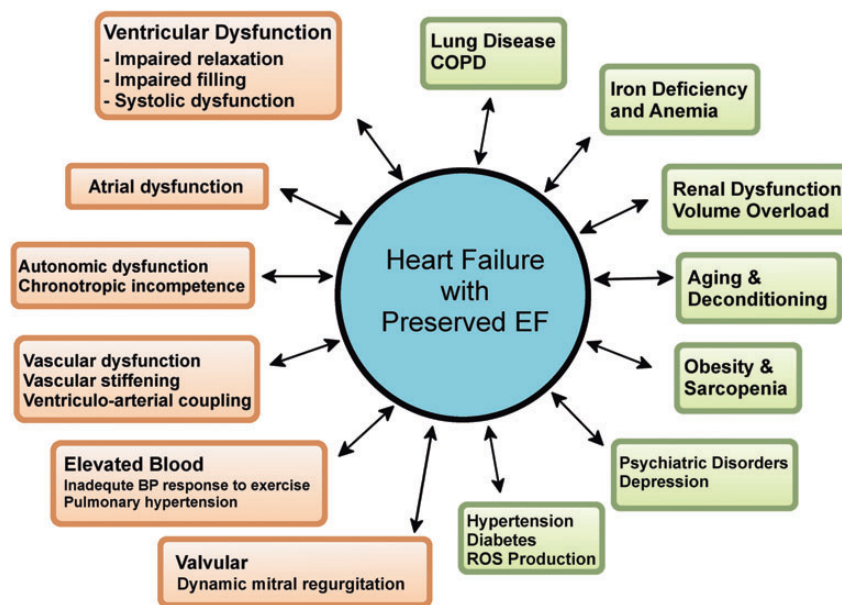 Ventricular Dysfunction
- Impaired relaxation
- Impaired filling
- Systolic dysfunction
Atrial dysfunction
Autonomic dysfunction
Chronotropic incompetence
Vascular dysfunction
Vascular stiffening
Ventriculo-arterial coupling
Elevated Blood
Inadequte BP response to exercise
Pulmonary hypertension
Valvular
Dynamic mitral regurgitation
Heart Failure
with
Preserved EF
Lung Disease
COPD
Iron Deficiency
and Anemia
Renal Dysfunction
Volume Overload
Aging &
Deconditioning
Obesity &
Sarcopenia
Psychiatric Disorders
Depression
Hypertension
Diabetes
ROS Production